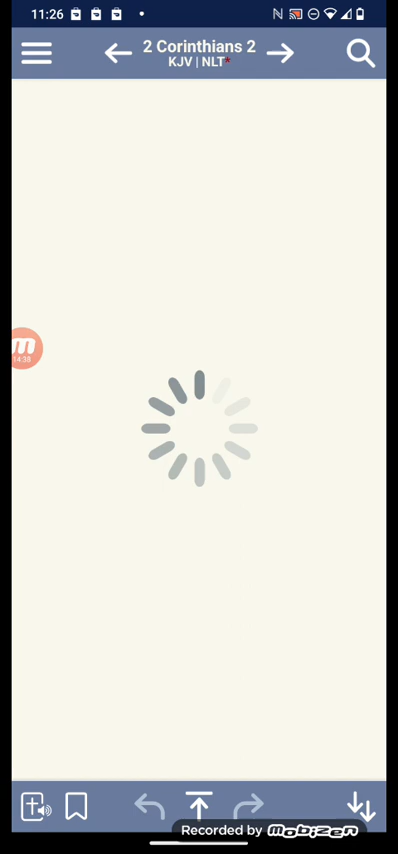 11:26
2 Corinthians 2
KJV | NLT*
m
14:38
Recorded by mobizen